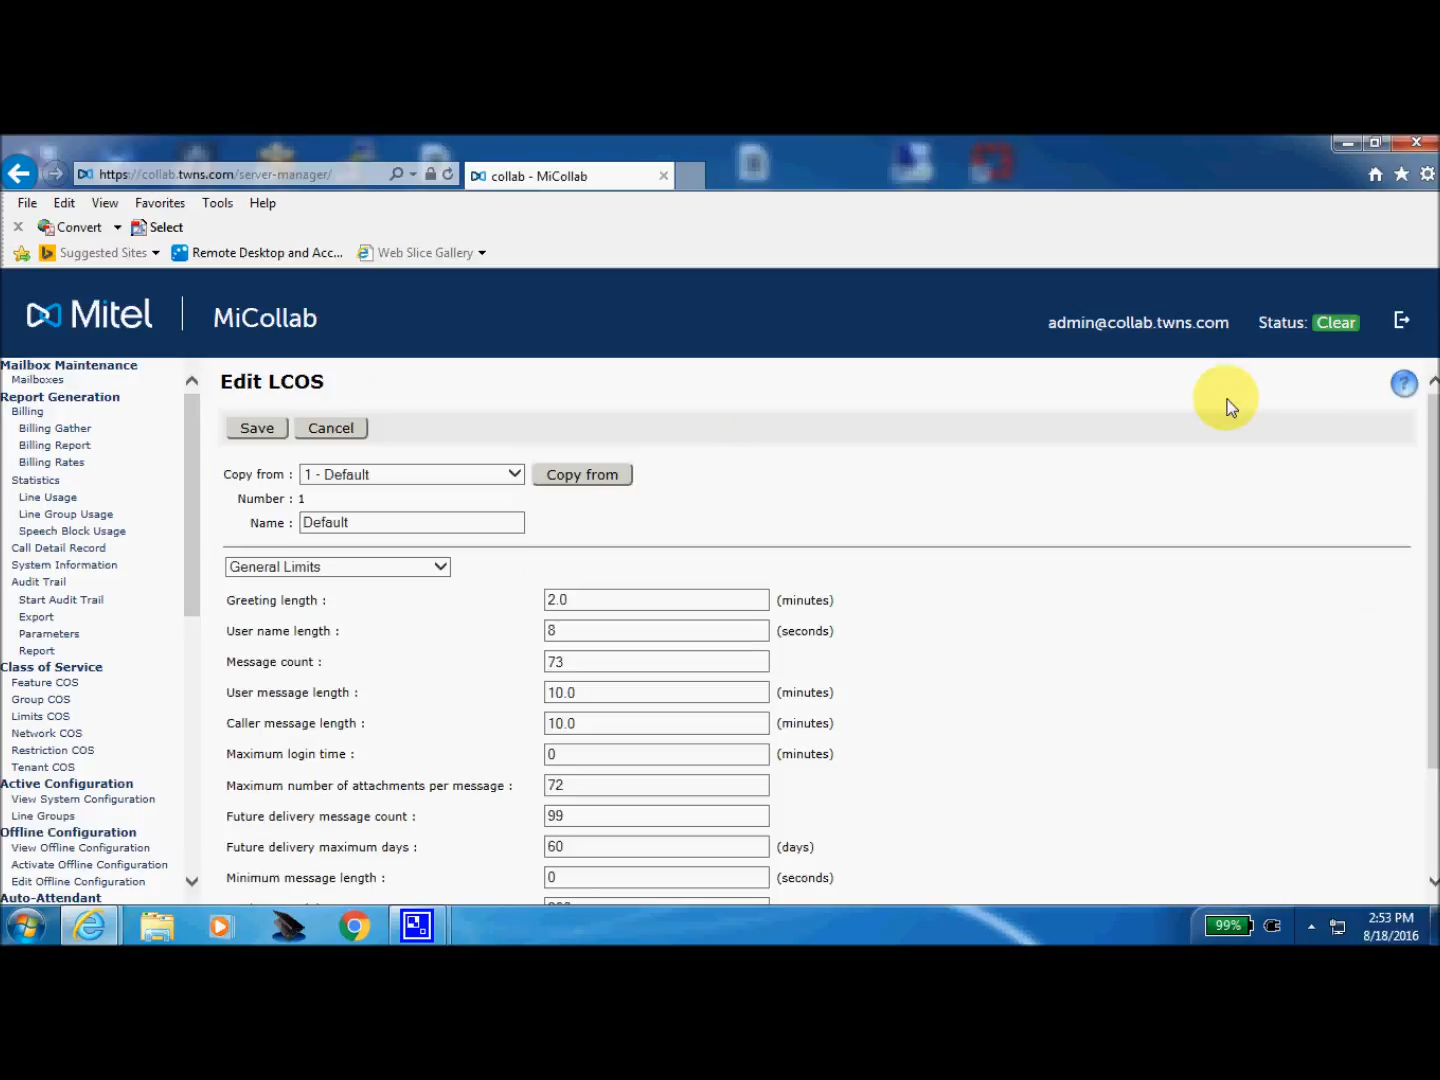 https://collab.twns.com/server-manager/
collab - MiCollab
File Edit View Favorites Tools Help
Convert Select
Suggested Sites Remote Desktop and Acc... Web Slice Gallery
Mitel MiCollab
admin@collab.twns.com Status: Clear
Mailbox Maintenance
Mailboxes
Report Generation
Billing
Billing Gather
Billing Report
Billing Rates
Statistics
Line Usage
Line Group Usage
Speech Block Usage
Call Detail Record
System Information
Audit Trail
Start Audit Trail
Export
Parameters
Report
Class of Service
Feature COS
Group COS
Limits COS
Network COS
Restriction COS
Tenant COS
Active Configuration
View System Configuration
Line Groups
Offline Configuration
View Offline Configuration
Activate Offline Configuration
Edit Offline Configuration
Auto-Attendant
Edit LCOS
?
Save Cancel
Copy from : 1 - Default Copy from
Number : 1
Name : Default
General Limits
Greeting length : 2.0 (minutes)
User name length : 8 (seconds)
Message count : 73
User message length : 10.0 (minutes)
Caller message length : 10.0 (minutes)
Maximum login time : 0 (minutes)
Maximum number of attachments per message : 72
Future delivery message count : 99
Future delivery maximum days : 60 (days)
Minimum message length : 0 (seconds)
99%
2:53 PM
8/18/2016